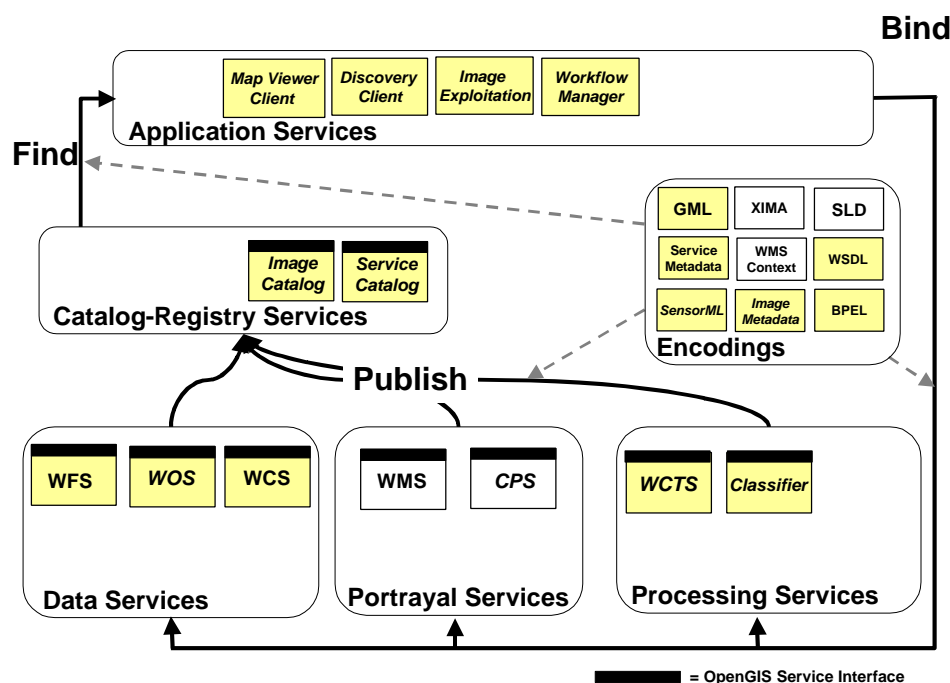 Bind
Map Viewer
Client
Discovery
Client
Image
Exploitation
Workflow
Manager
Application Services
Find
GML
XIMA
SLD
Service
Metadata
WMS
Context
WSDL
SensorML
Image
Metadata
BPEL
Encodings
Image
Catalog
Service
Catalog
Catalog-Registry Services
Publish
WFS
WOS
WCS
Data Services
WMS
CPS
Portrayal Services
WCTS
Classifier
Processing Services
= OpenGIS Service Interface